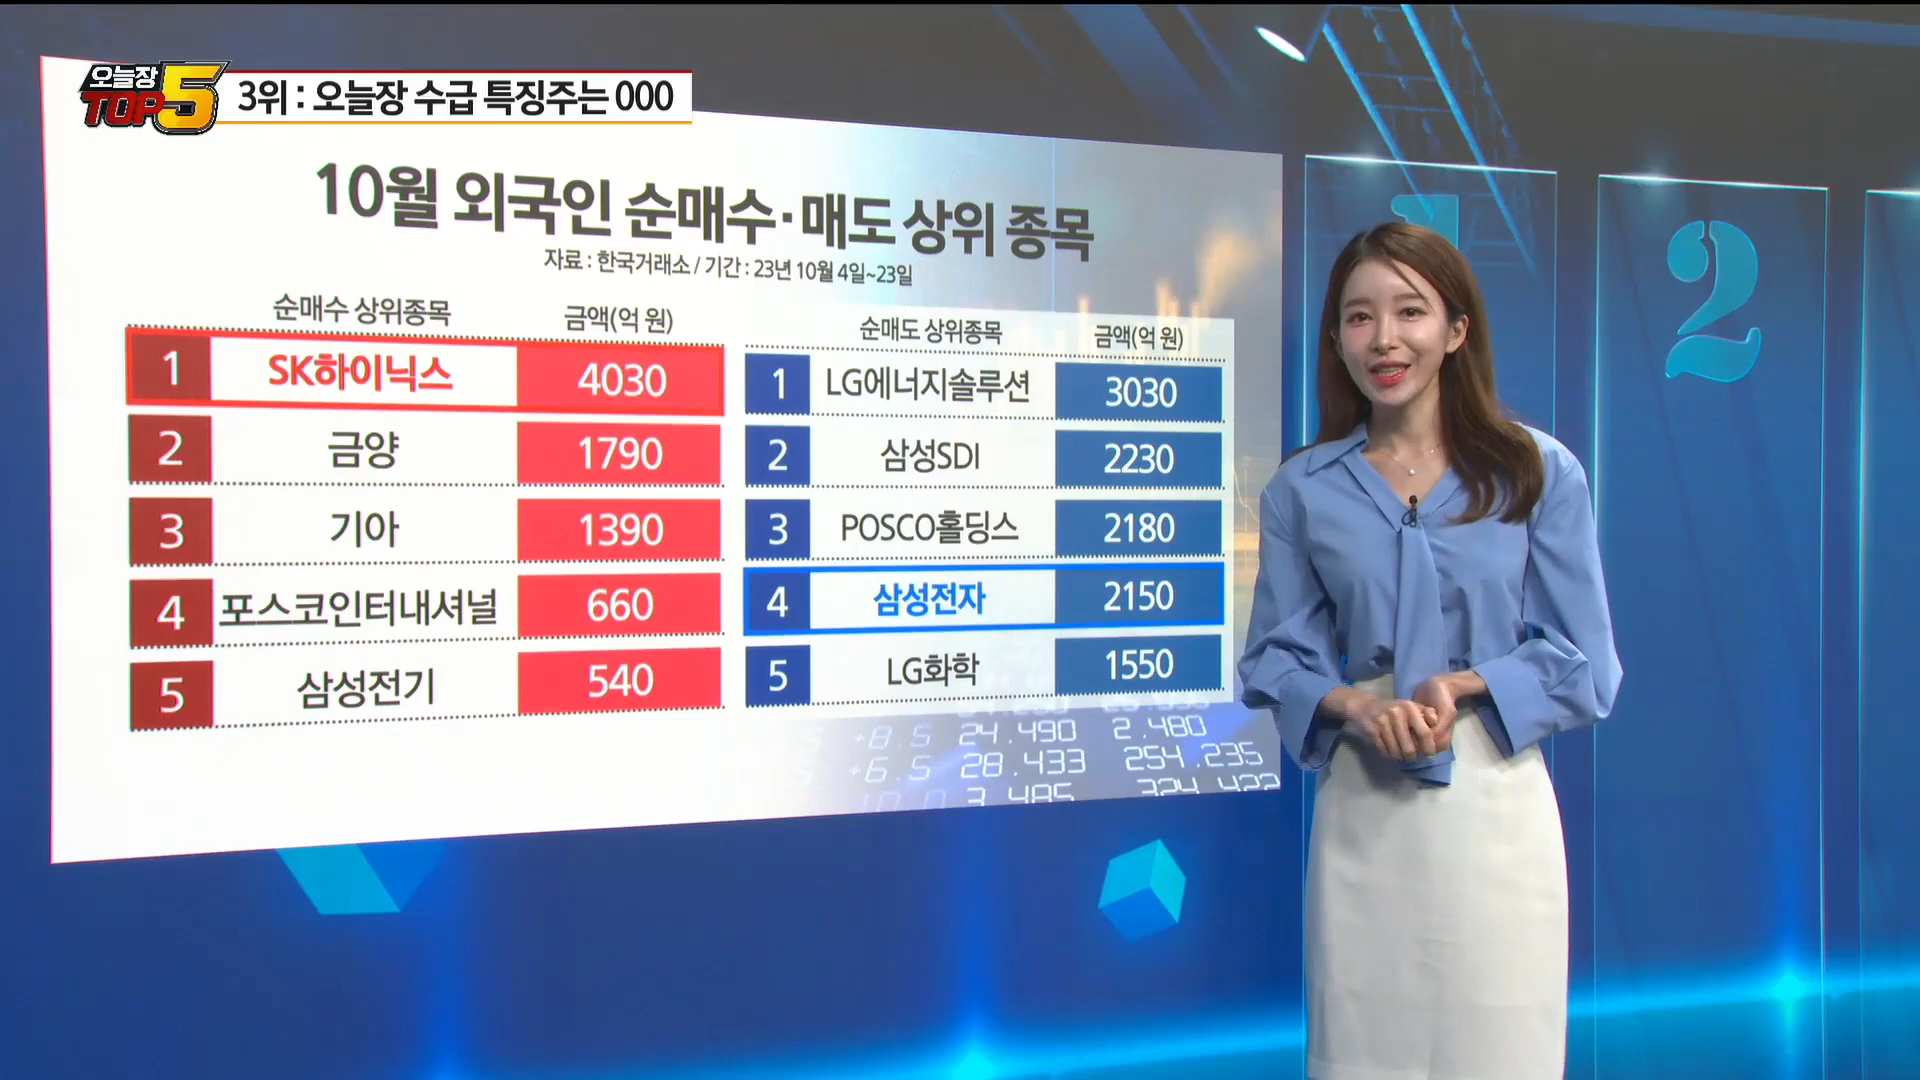 오늘장
TOP5
3위 : 오늘장 수급 특징주는 OOO
10월 외국인 순매수·매도 상위 종목
자료 : 한국거래소 / 기간 : 23년 10월 4일~23일
순매수 상위종목 금액(억 원)
1 SK하이닉스 4030
2 금양 1790
3 기아 1390
4 포스코인터내셔널 660
5 삼성전기 540
순매도 상위종목 금액(억 원)
1 LG에너지솔루션 3030
2 삼성SDI 2230
3 POSCO홀딩스 2180
4 삼성전자 2150
5 LG화학 1550
+8.5 24.490 2.480
+6.5 28.433 254.235
3.485 324.422
1
2